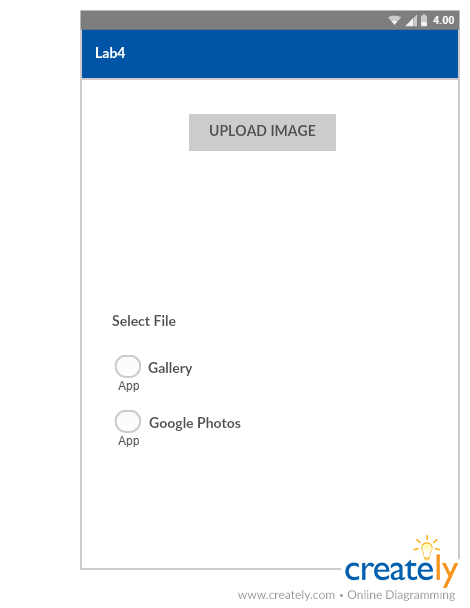 4.00
Lab4
UPLOAD IMAGE
Select File
Gallery
App
Google Photos
App
creately
www.creately.com • Online Diagramming